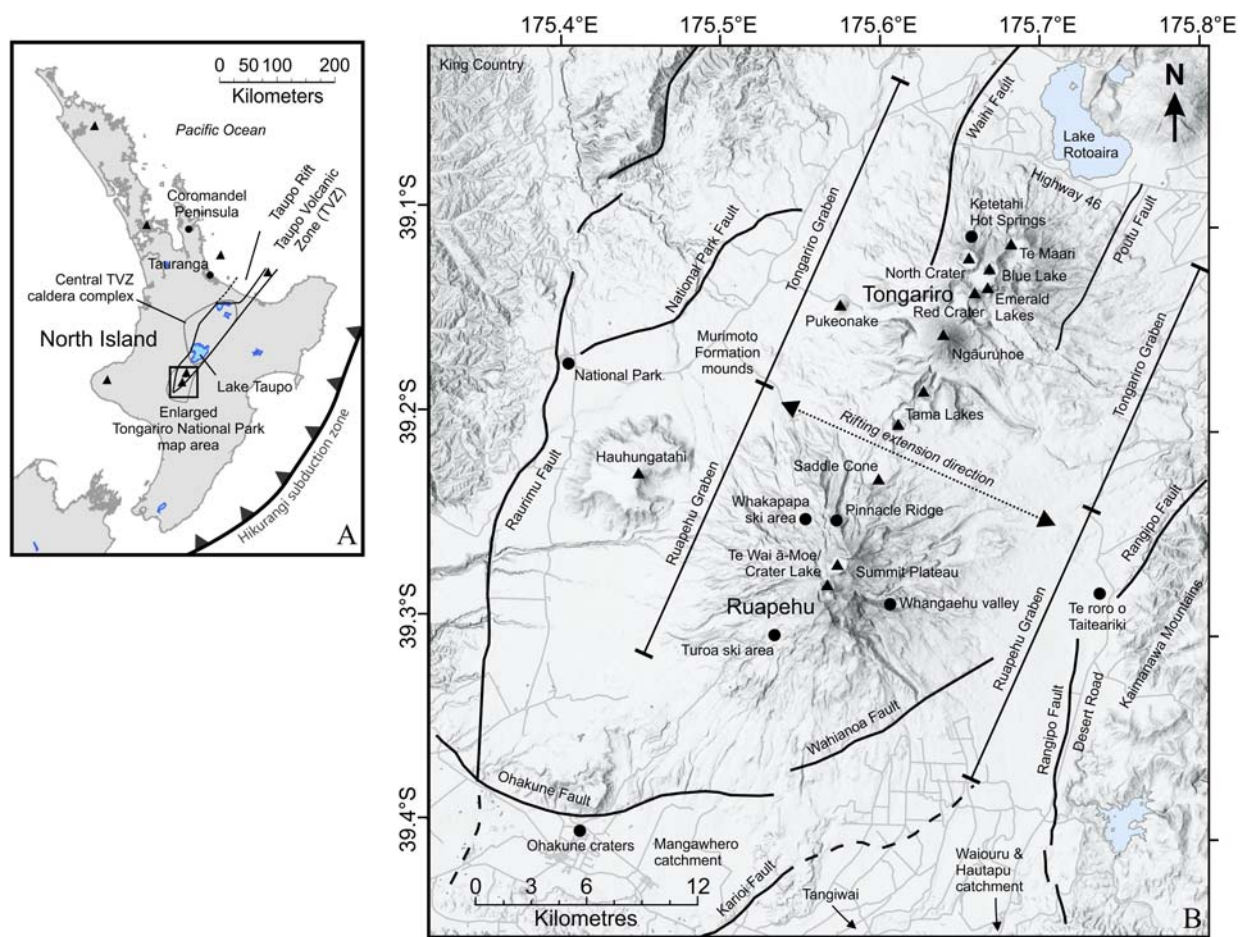 0 50 100 200
Kilometers
Pacific Ocean
Coromandel
Peninsula
Taupo Rift
Taupo Volcanic
Zone (TVZ)
Tauranga
Central TVZ
caldera complex
North Island
Lake Taupo
Enlarged
Tongariro National Park
map area
Hikurangi subduction zone
A
175.4° 175.5° 175.6° 175.7° 175.8°E
39.1°S
39.2°S
39.3°S
39.4°S
King Country
N
Waihi Fault
Lake
Rotoaira
Highway 46
Ketetahi
Hot Springs
Te Maari
Poutu Fault
North Crater
Blue Lake
Tongariro
Emerald
Lakes
Red Crater
Pukeonake
Ngāuruhoe
Tongariro Graben
National Park Fault
Murimoto
Formation
mounds
National Park
Tongariro Graben
Tama Lakes
Rifting extension direction
Hauhungatahi
Raurimu Fault
Saddle Cone
Ruapehu Graben
Whakapapa
ski area
Pinnacle Ridge
Rangipo Fault
Te Wai ā-Moe/
Crater Lake
Summit Plateau
Ruapehu
Whangaehu valley
Te roro o
Taiteariki
Turoa ski area
Ruapehu Graben
Kaimanawa Mountains
Wahianoa Fault
Rangipo Fault
Desert Road
Ohakune Fault
Ohakune craters
Mangawhero
catchment
Waiouru &
Hautapu
catchment
Karioi Fault
Tangiwai
0 3 6 12
Kilometres
B